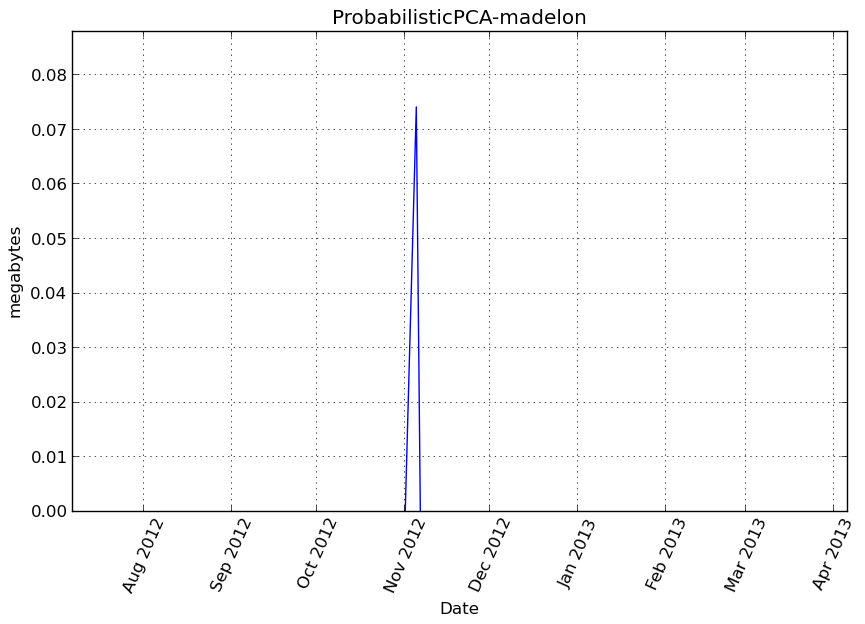 ProbabilisticPCA-madelon
megabytes
0.08
0.07
0.06
0.05
0.04
0.03
0.02
0.01
0.00
Aug 2012
Sep 2012
Oct 2012
Nov 2012
Dec 2012
Jan 2013
Feb 2013
Mar 2013
Apr 2013
Date